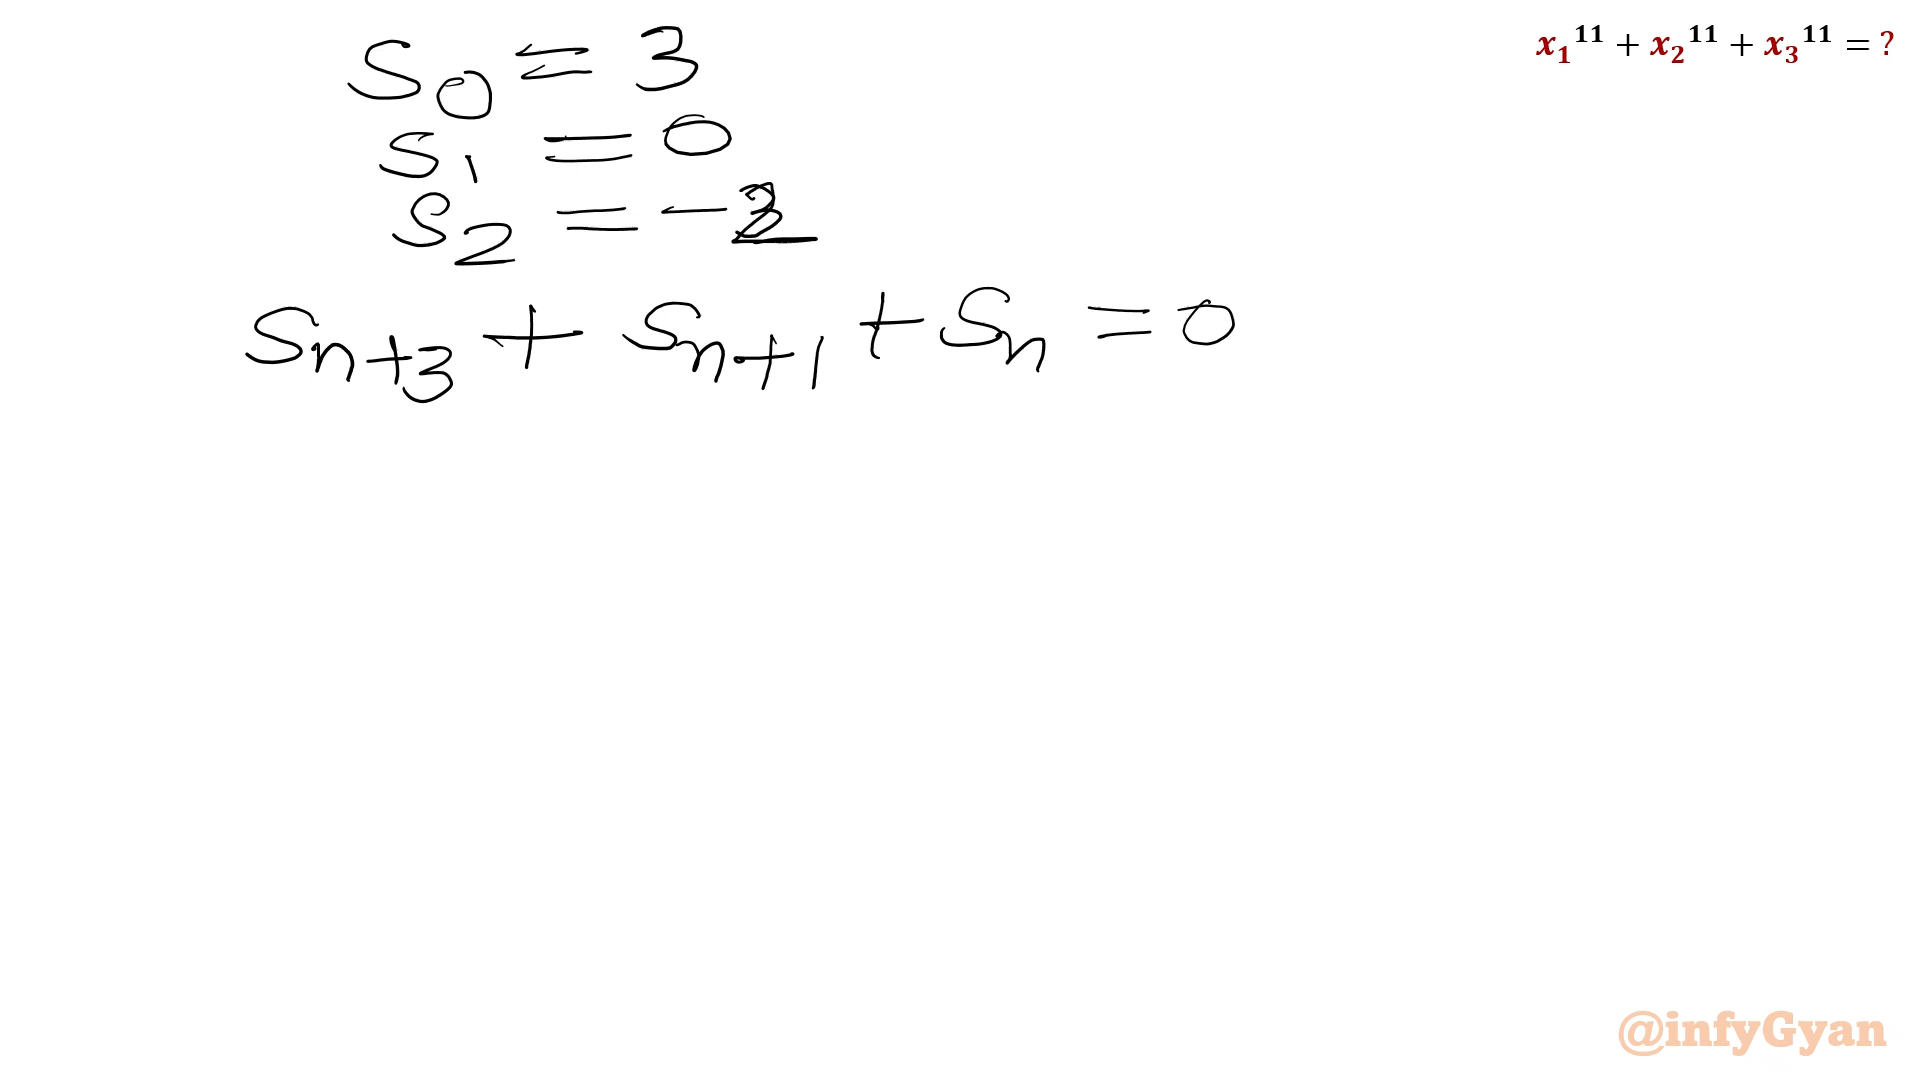 S₀ = 3
x₁¹¹ + x₂¹¹ + x₃¹¹ = ?
S₁ = 0
S₂ = -2
Sₙ₊₃ + Sₙ₊₁ + Sₙ = 0
@infyGyan